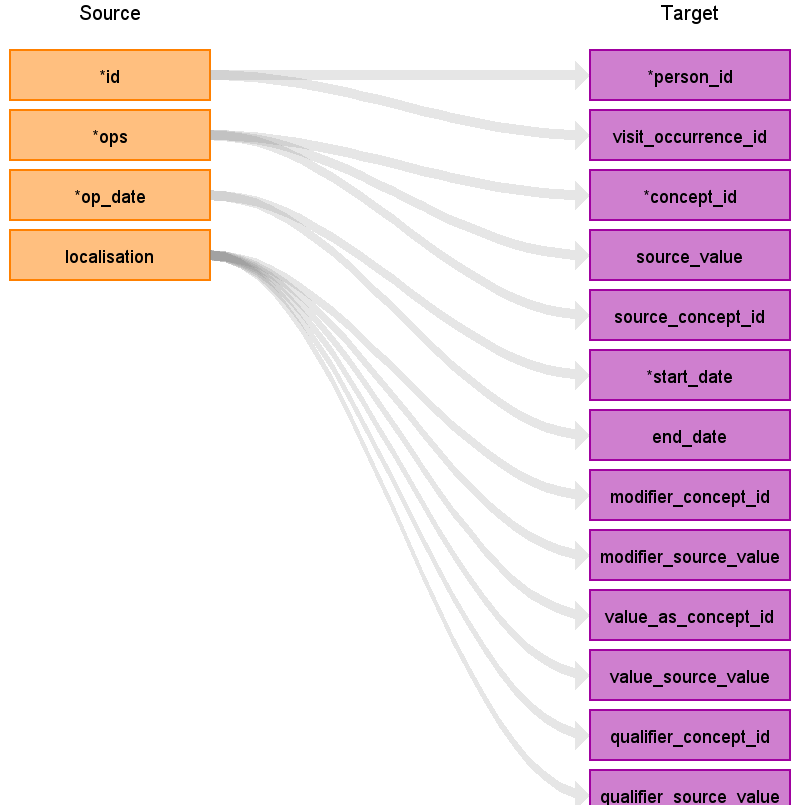 Source
Target
*id
*person_id
*ops
visit_occurrence_id
*op_date
*concept_id
localisation
source_value
source_concept_id
*start_date
end_date
modifier_concept_id
modifier_source_value
value_as_concept_id
value_source_value
qualifier_concept_id
qualifier_source_value